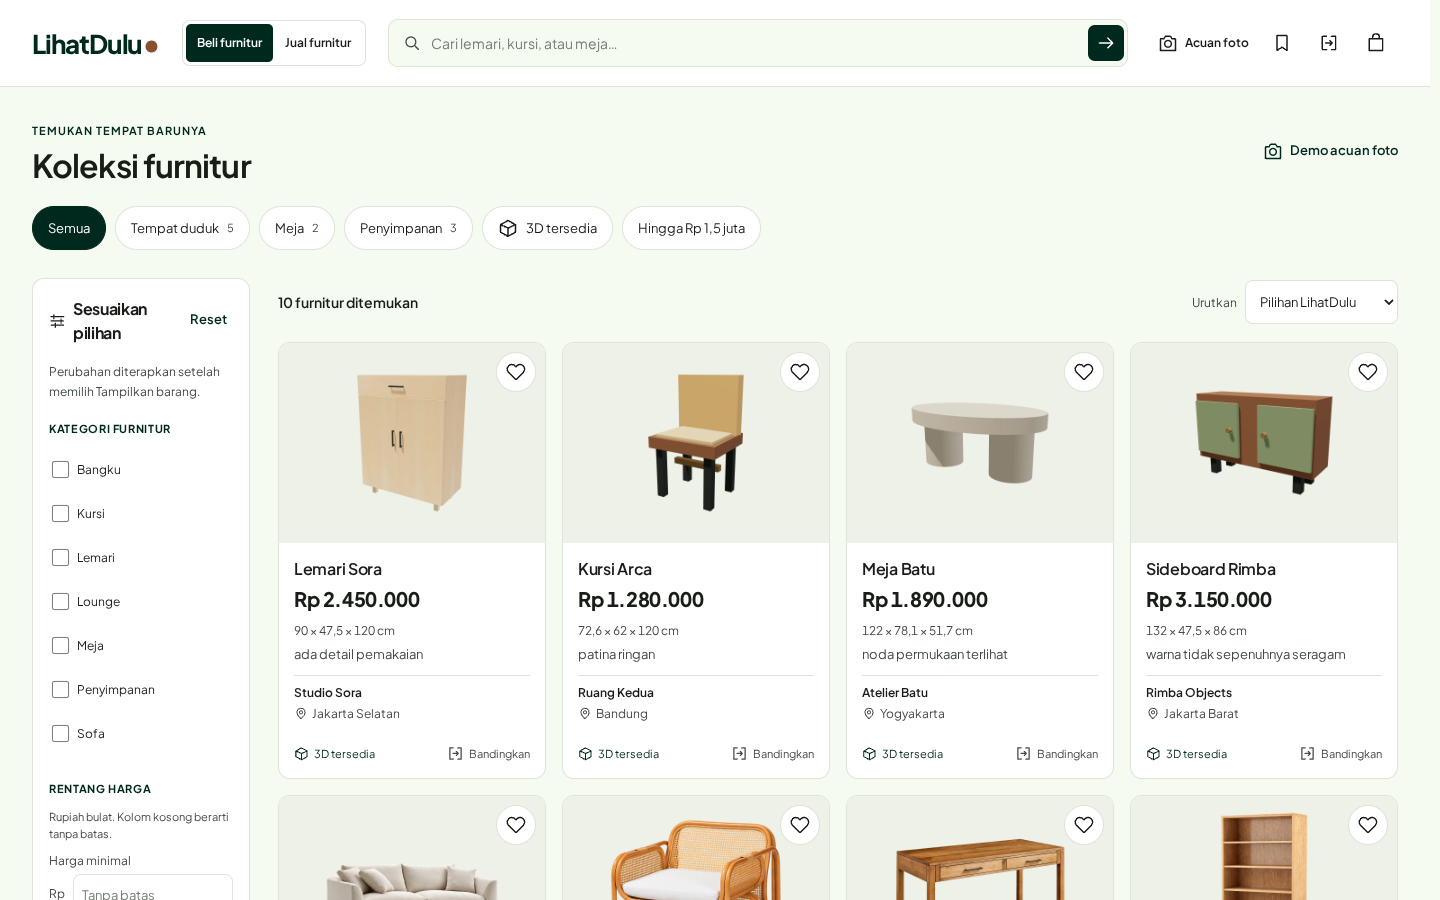 LihatDulu
Beli furnitur
Jual furnitur
Cari lemari, kursi, atau meja...
Acuan foto
TEMUKAN TEMPAT BARUNYA
Koleksi furnitur
Demo acuan foto
Semua
Tempat duduk 5
Meja 2
Penyimpanan 3
3D tersedia
Hingga Rp 1,5 juta
Sesuaikan
pilihan
Reset
Perubahan diterapkan setelah
memilih Tampilkan barang.
KATEGORI FURNITUR
Bangku
Kursi
Lemari
Lounge
Meja
Penyimpanan
Sofa
RENTANG HARGA
Rupiah bulat. Kolom kosong berarti
tanpa batas.
Harga minimal
Rp
Tanpa batas
10 furnitur ditemukan
Urutkan
Pilihan LihatDulu
Lemari Sora
Rp 2.450.000
90 × 47,5 × 120 cm
ada detail pemakaian
Studio Sora
Jakarta Selatan
3D tersedia
Bandingkan
Kursi Arca
Rp 1.280.000
72,6 × 62 × 120 cm
patina ringan
Ruang Kedua
Bandung
3D tersedia
Bandingkan
Meja Batu
Rp 1.890.000
122 × 78,1 × 51,7 cm
noda permukaan terlihat
Atelier Batu
Yogyakarta
3D tersedia
Bandingkan
Sideboard Rimba
Rp 3.150.000
132 × 47,5 × 86 cm
warna tidak sepenuhnya seragam
Rimba Objects
Jakarta Barat
3D tersedia
Bandingkan